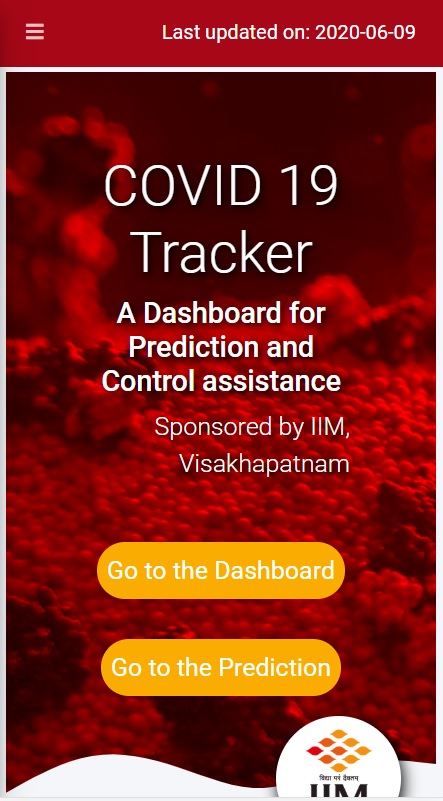 Last updated on: 2020-06-09
COVID 19
Tracker
A Dashboard for
Prediction and
Control assistance
Sponsored by IIM,
Visakhapatnam
Go to the Dashboard
Go to the Prediction
विद्या परं दैवतम्
IIM